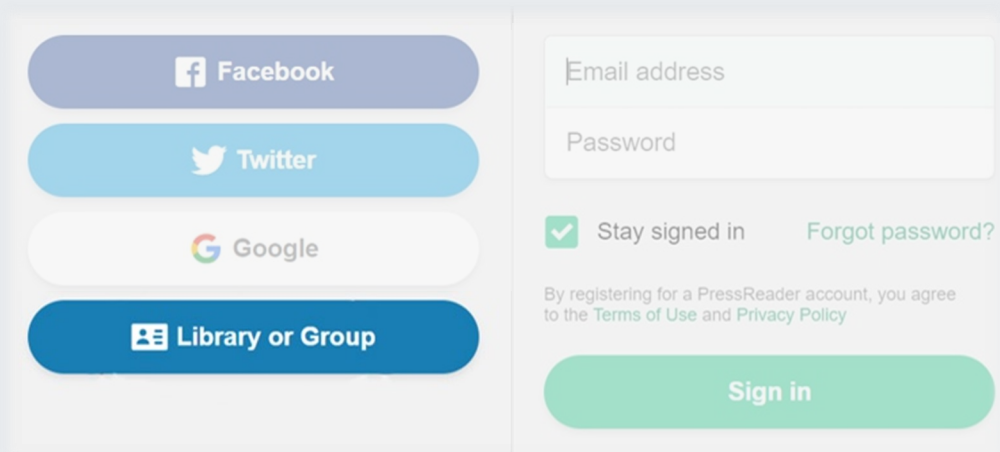 Facebook
Twitter
Google
Library or Group
Email address
Password
Stay signed in
Forgot password?
By registering for a PressReader account, you agree
to the Terms of Use and Privacy Policy
Sign in